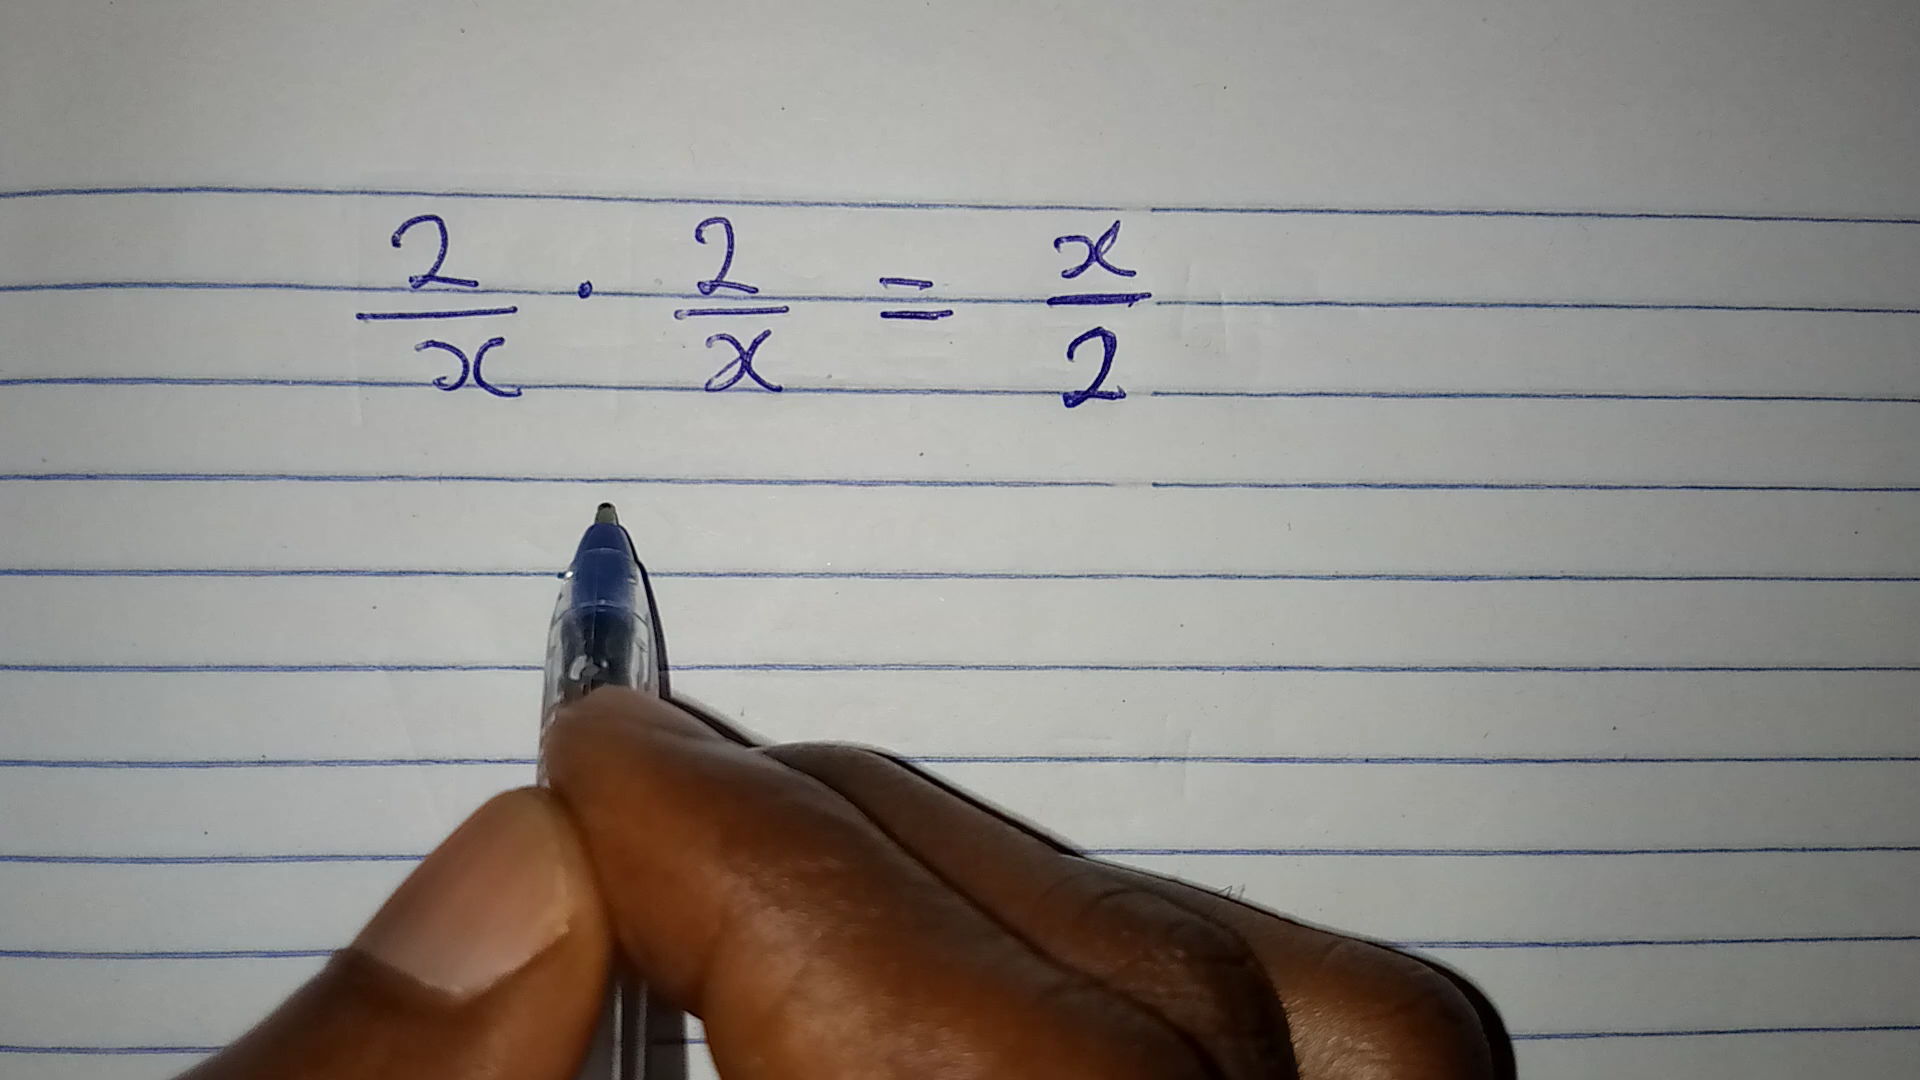 2/x · 2/x = x/2